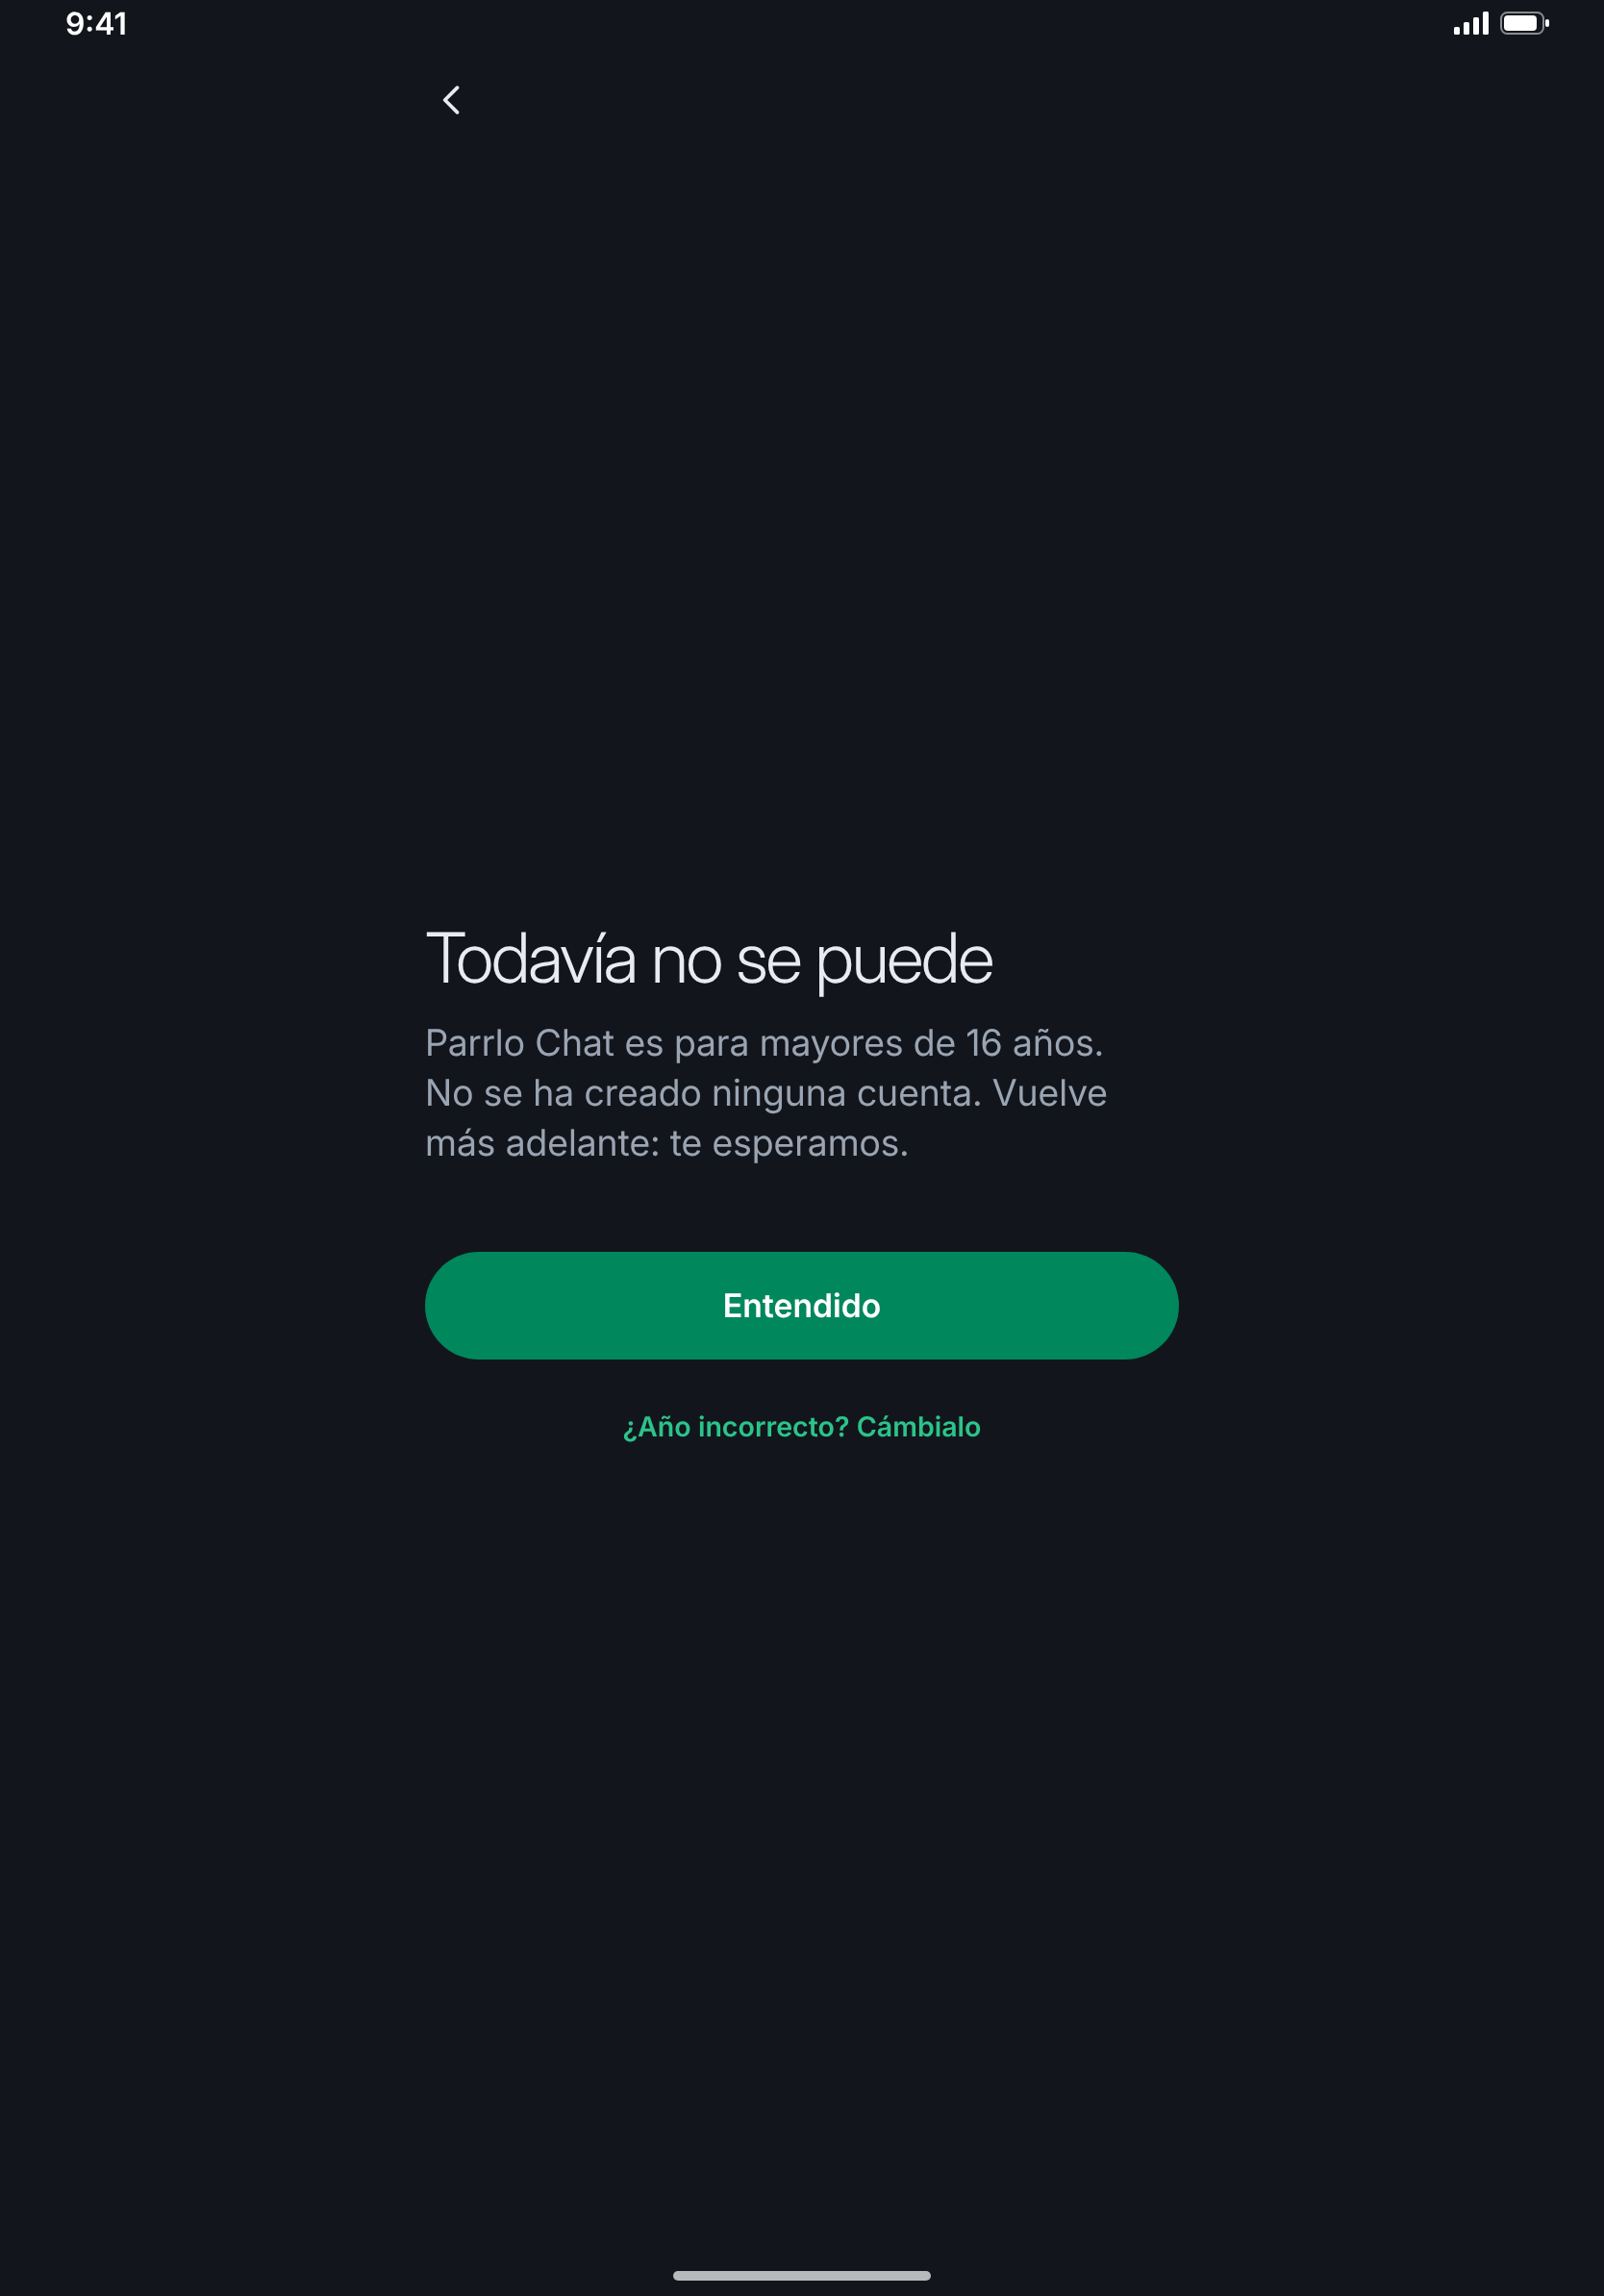 9:41
Todavía no se puede
Parrlo Chat es para mayores de 16 años.
No se ha creado ninguna cuenta. Vuelve
más adelante: te esperamos.
Entendido
¿Año incorrecto? Cámbialo